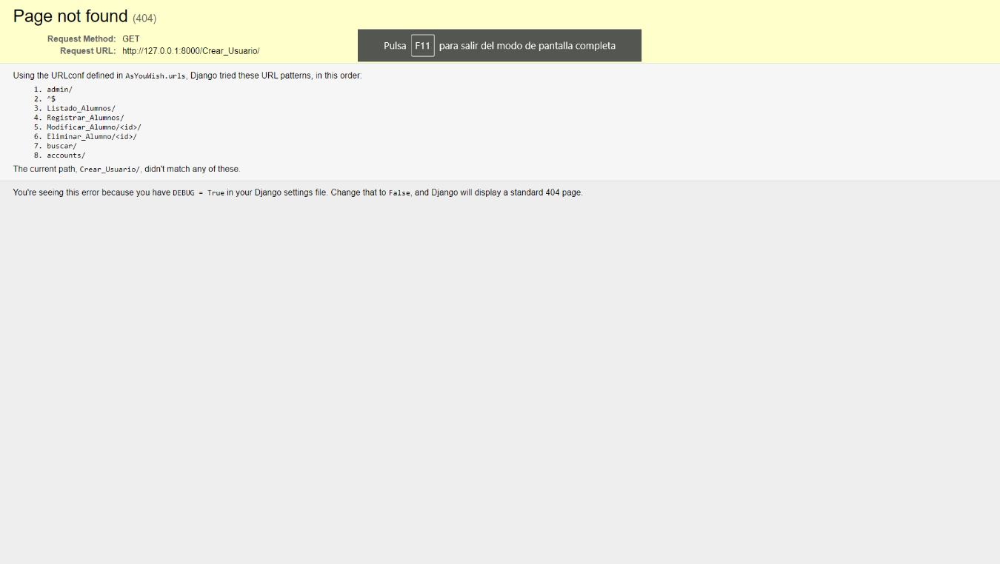 Page not found (404)
Request Method: GET
Request URL: http://127.0.0.1:8000/Crear_Usuario/
Pulsa F11 para salir del modo de pantalla completa
Using the URLconf defined in AsYouWish.urls, Django tried these URL patterns, in this order:
1. admin/
2. ^$
3. Listado_Alumnos/
4. Registrar_Alumnos/
5. Modificar_Alumno/<id>/
6. Eliminar_Alumno/<id>/
7. buscar/
8. accounts/
The current path, Crear_Usuario/, didn't match any of these.
You're seeing this error because you have DEBUG = True in your Django settings file. Change that to False, and Django will display a standard 404 page.